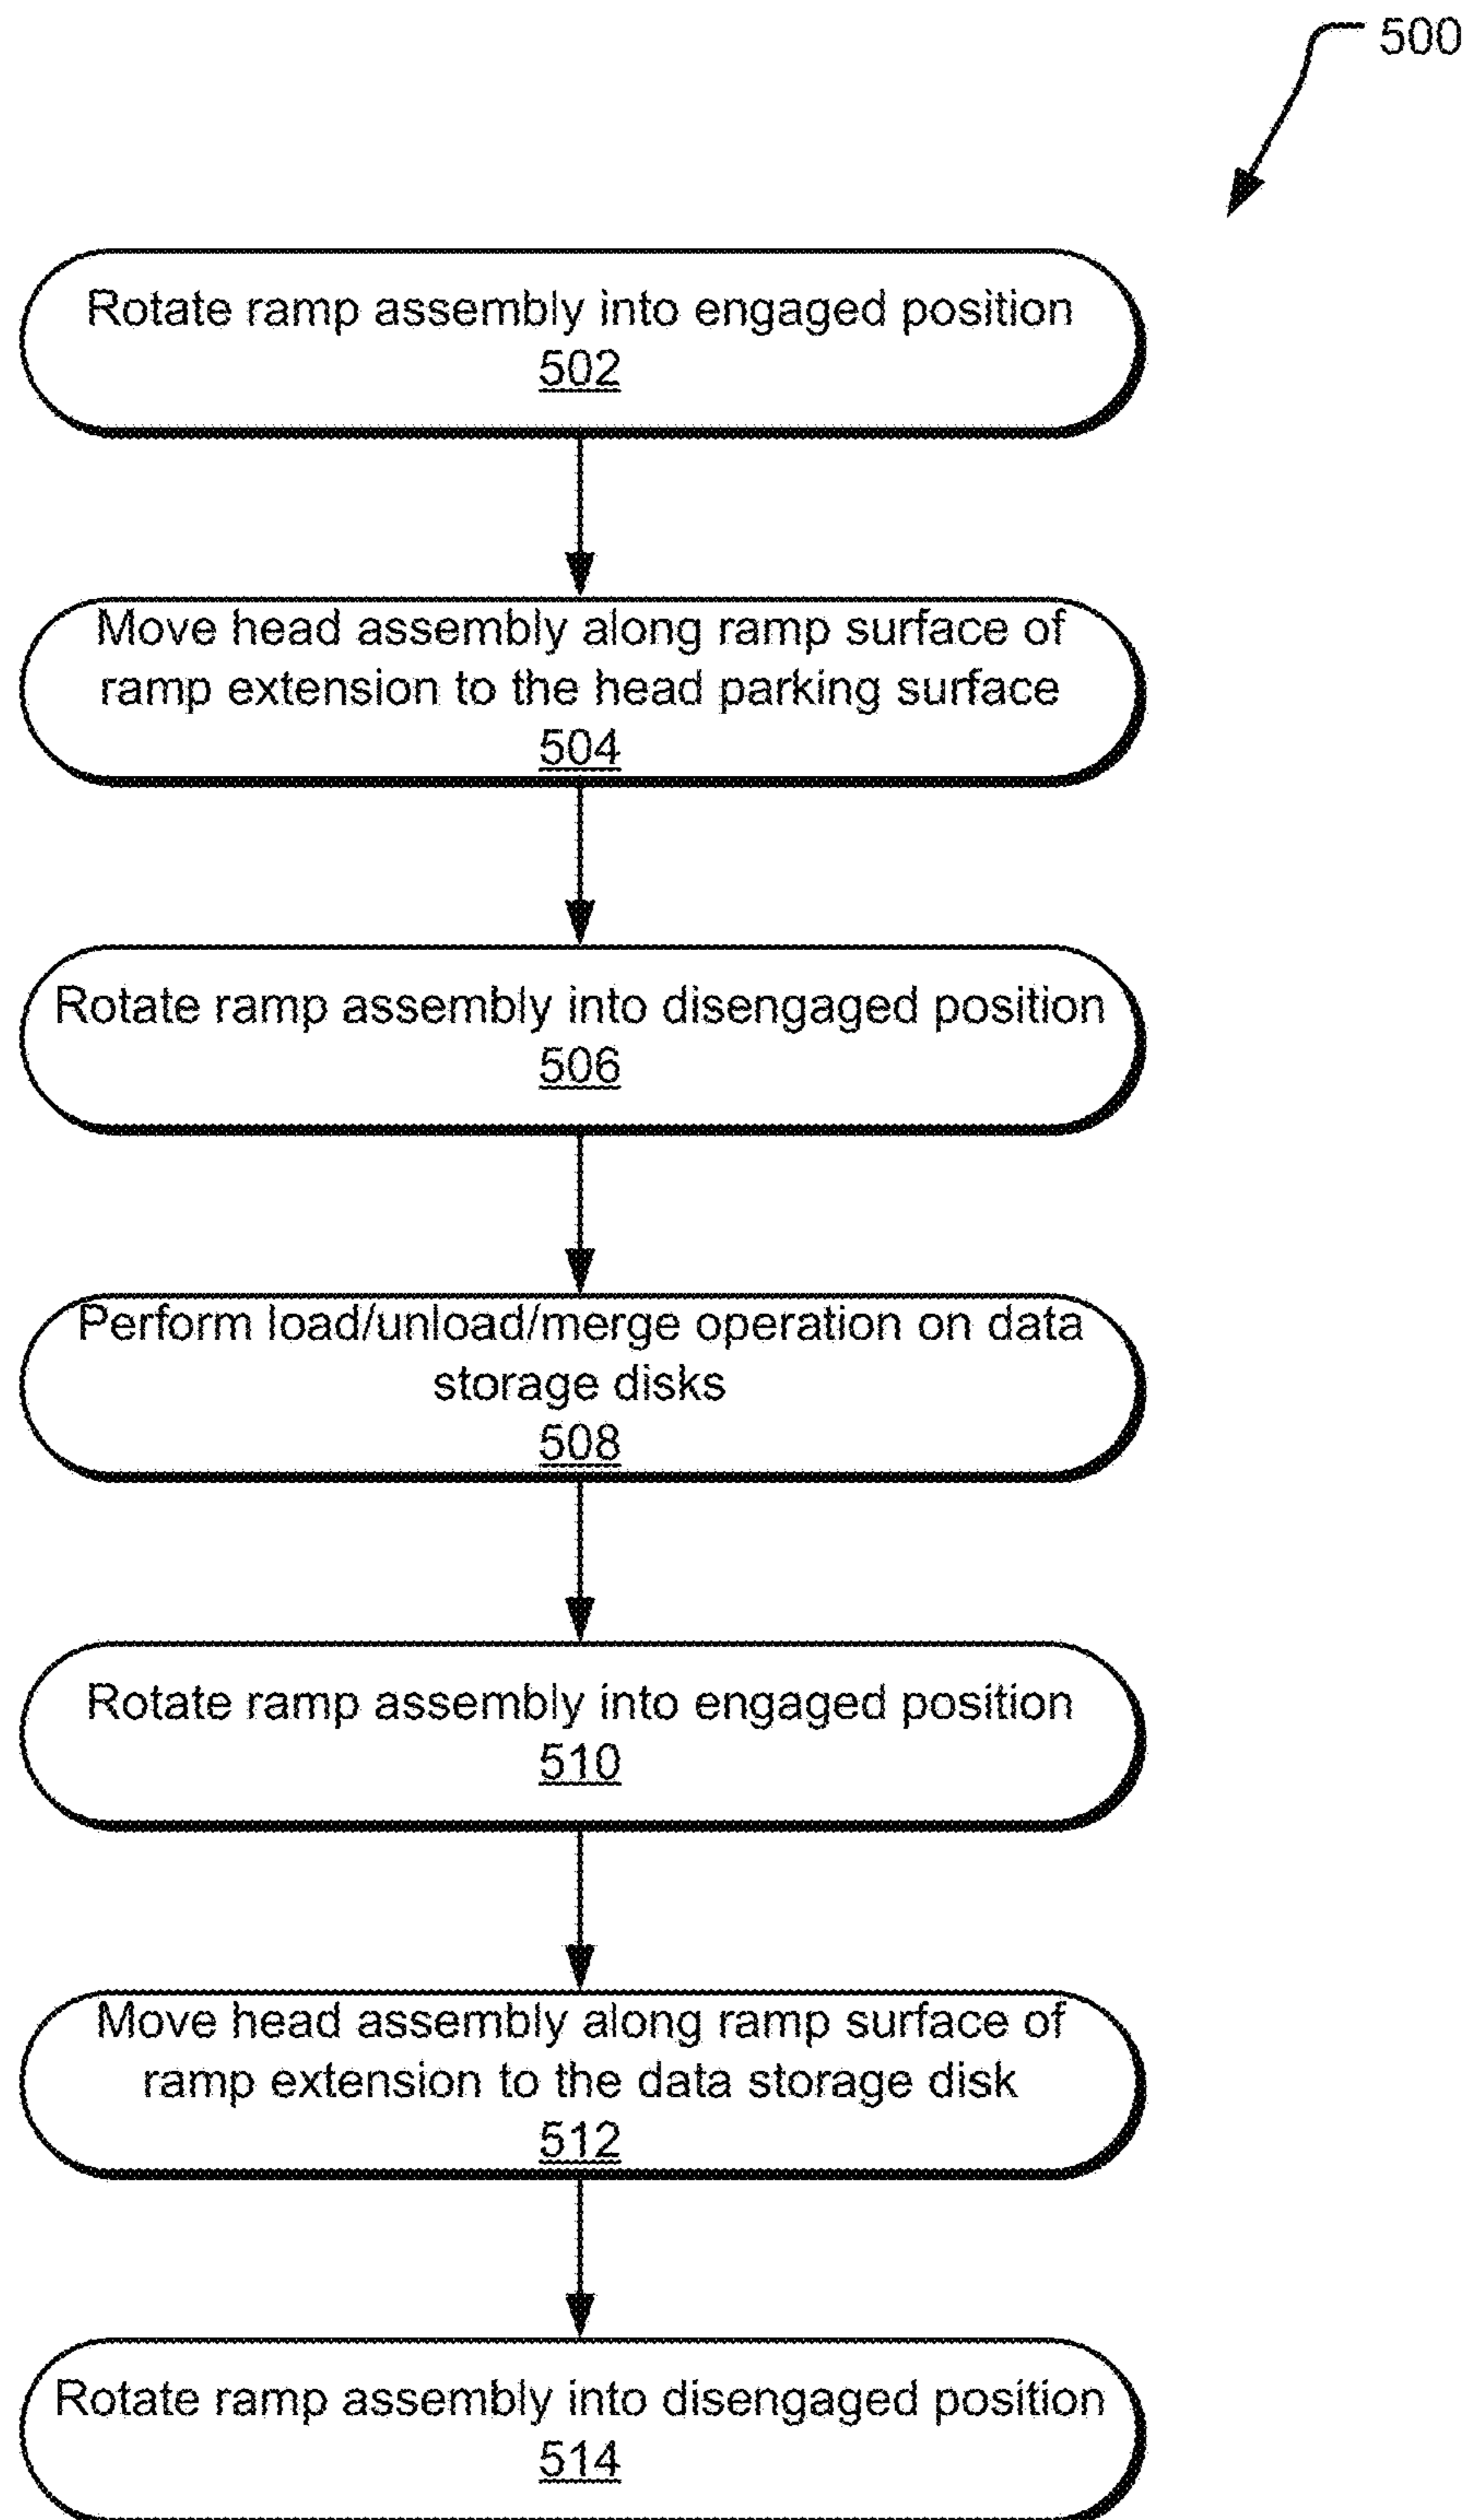 500
Rotate ramp assembly into engaged position
502
Move head assembly along ramp surface of
ramp extension to the head parking surface
504
Rotate ramp assembly into disengaged position
506
Perform load/unload/merge operation on data
storage disks
508
Rotate ramp assembly into engaged position
510
Move head assembly along ramp surface of
ramp extension to the data storage disk
512
Rotate ramp assembly into disengaged position
514